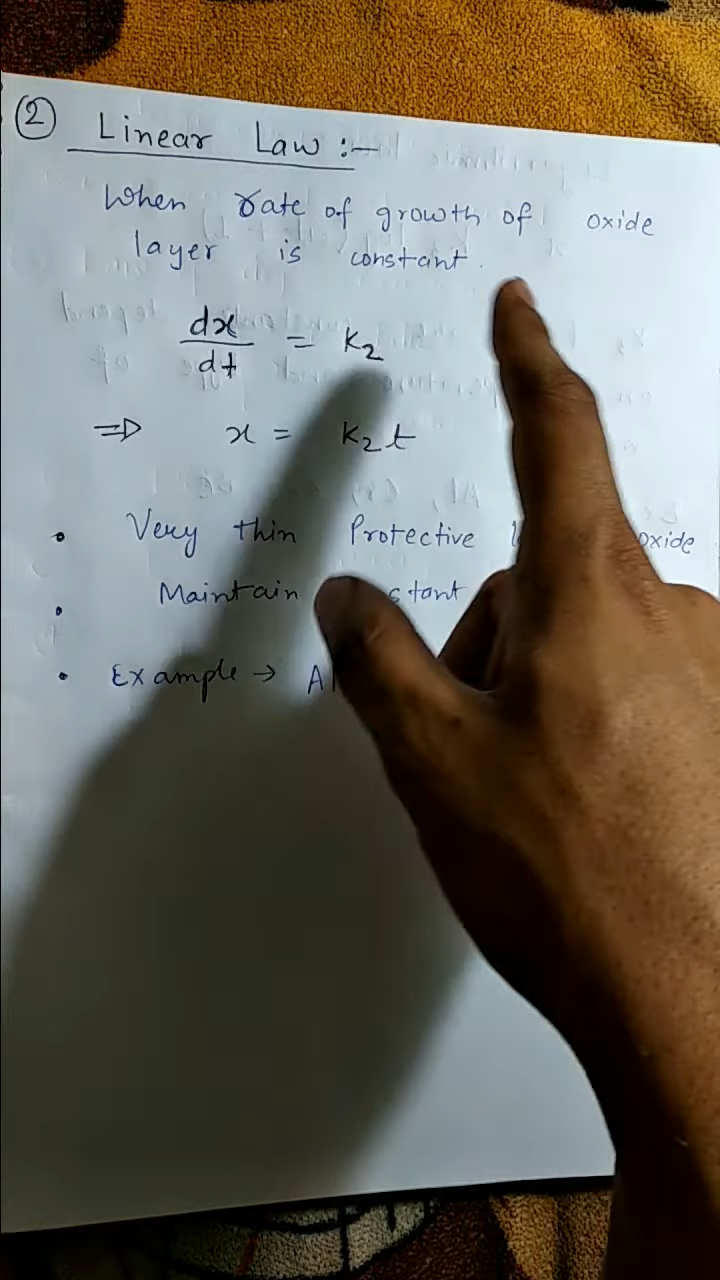 ② Linear Law :-
When rate of growth of oxide
layer is constant.
dx/dt = K₂
⇒ x = K₂t
• Very thin Protective oxide
• Maintain
• Example →